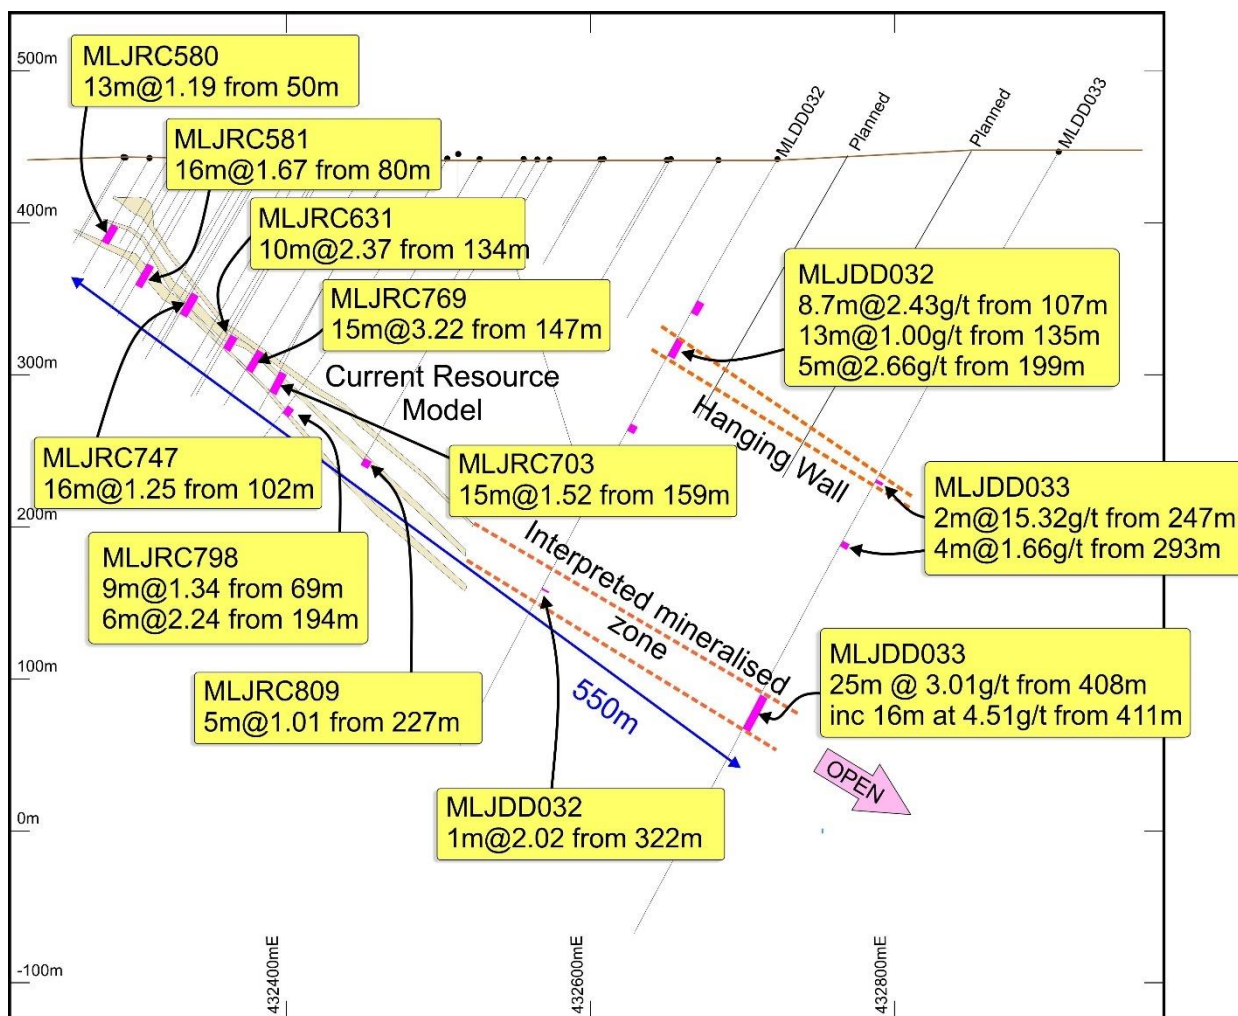 500m
MLJRC580
13m@1.19 from 50m
MLDD032
Planned
Planned
MLDD033
MLJRC581
16m@1.67 from 80m
400m
MLJRC631
10m@2.37 from 134m
MLJDD032
8.7m@2.43g/t from 107m
13m@1.00g/t from 135m
5m@2.66g/t from 199m
MLJRC769
15m@3.22 from 147m
300m
Current Resource
Model
Hanging Wall
MLJRC747
16m@1.25 from 102m
MLJRC703
15m@1.52 from 159m
MLJDD033
2m@15.32g/t from 247m
4m@1.66g/t from 293m
200m
MLJRC798
9m@1.34 from 69m
6m@2.24 from 194m
Interpreted mineralised
zone
MLJDD033
25m @ 3.01g/t from 408m
inc 16m at 4.51g/t from 411m
100m
MLJRC809
5m@1.01 from 227m
550m
OPEN
MLJDD032
1m@2.02 from 322m
0m
-100m
432400mE
432600mE
432800mE